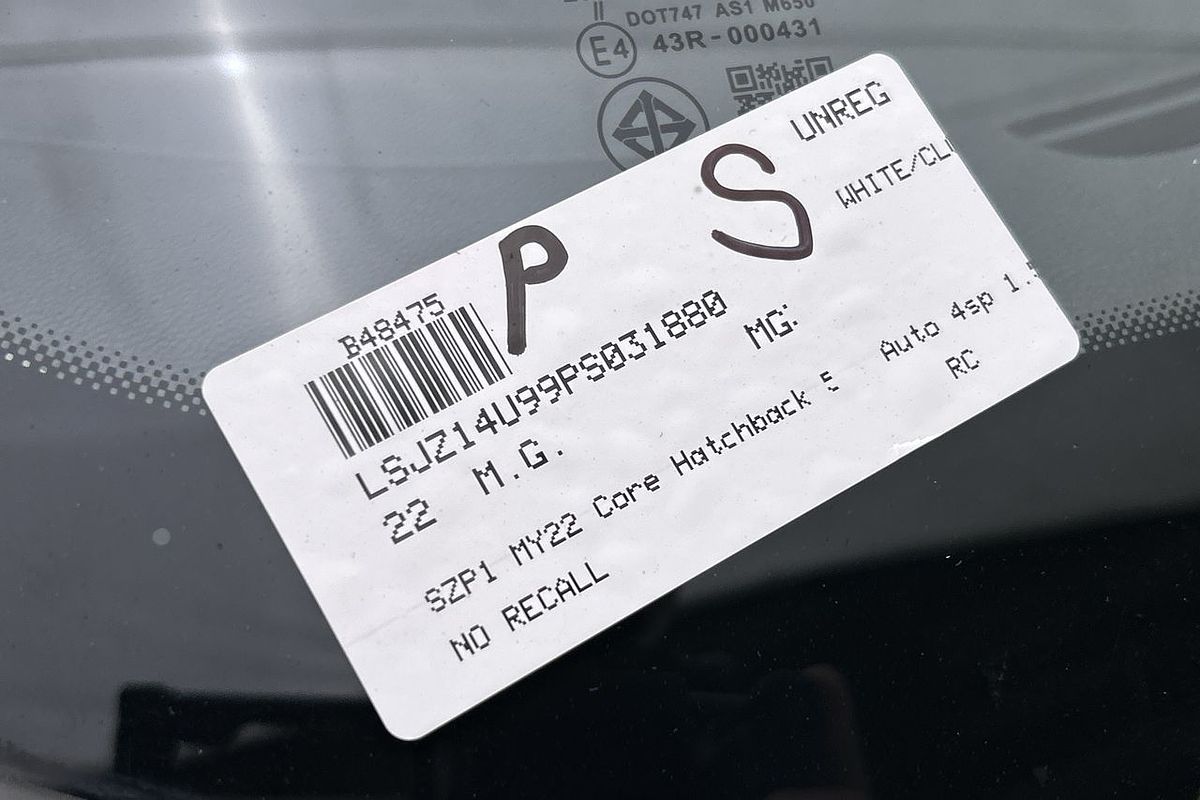 DOT747 AS1 M650
E4 43R-000431
UNREG
P S
WHITE/CL
B48475
LSJZ14U99PS031880
22 M.G. MG:
SZP1 MY22 Core Hatchback 5 Auto 4sp 1.5
NO RECALL RC